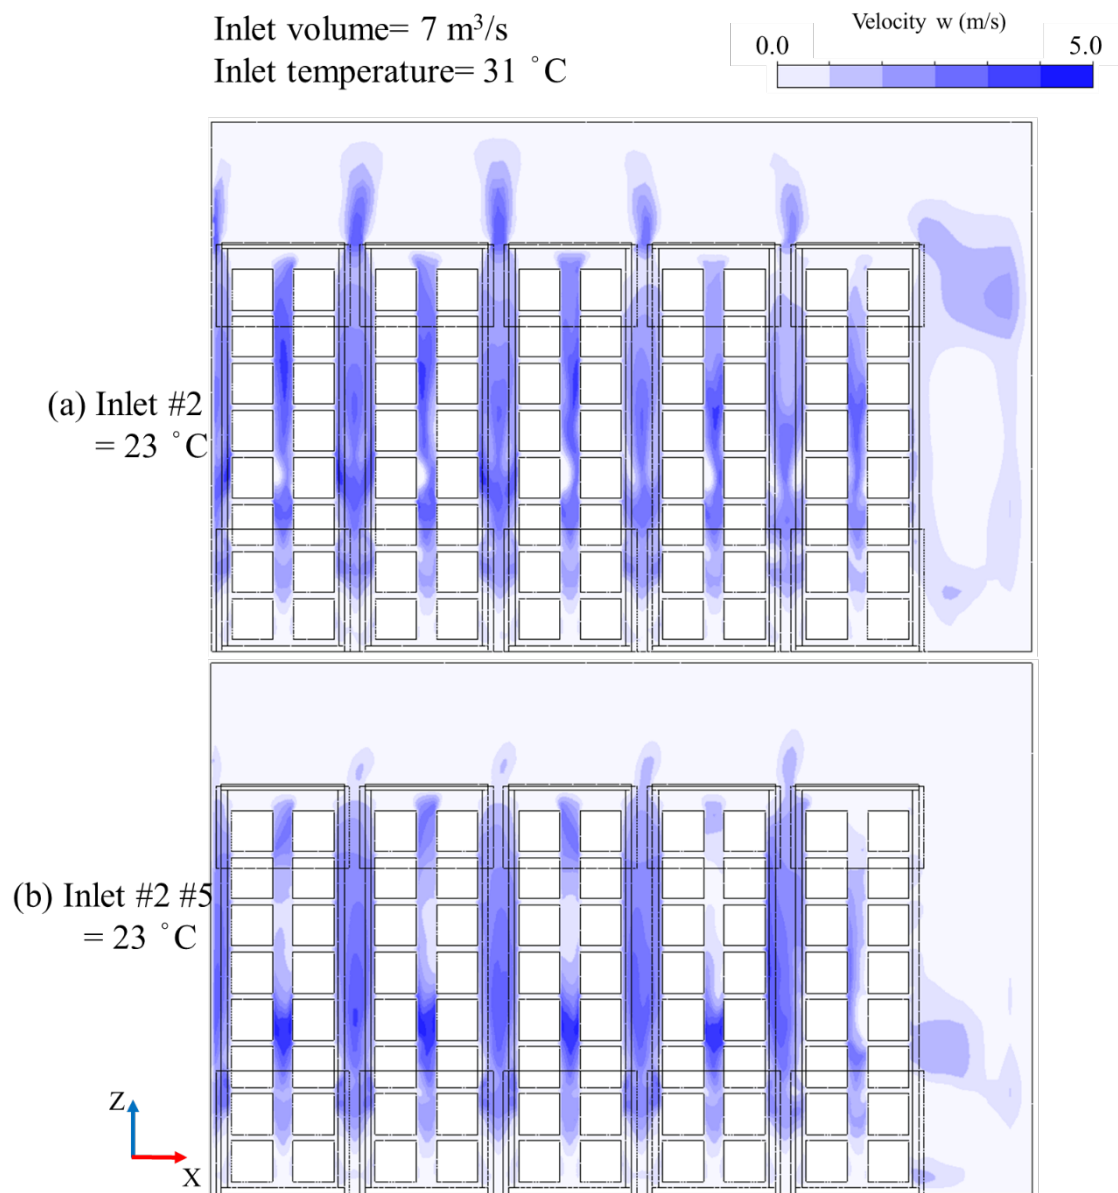 Inlet volume= 7 m³/s
Inlet temperature= 31 °C
Velocity w (m/s)
0.0 5.0
(a) Inlet #2
= 23 °C
(b) Inlet #2 #5
= 23 °C
Z
X